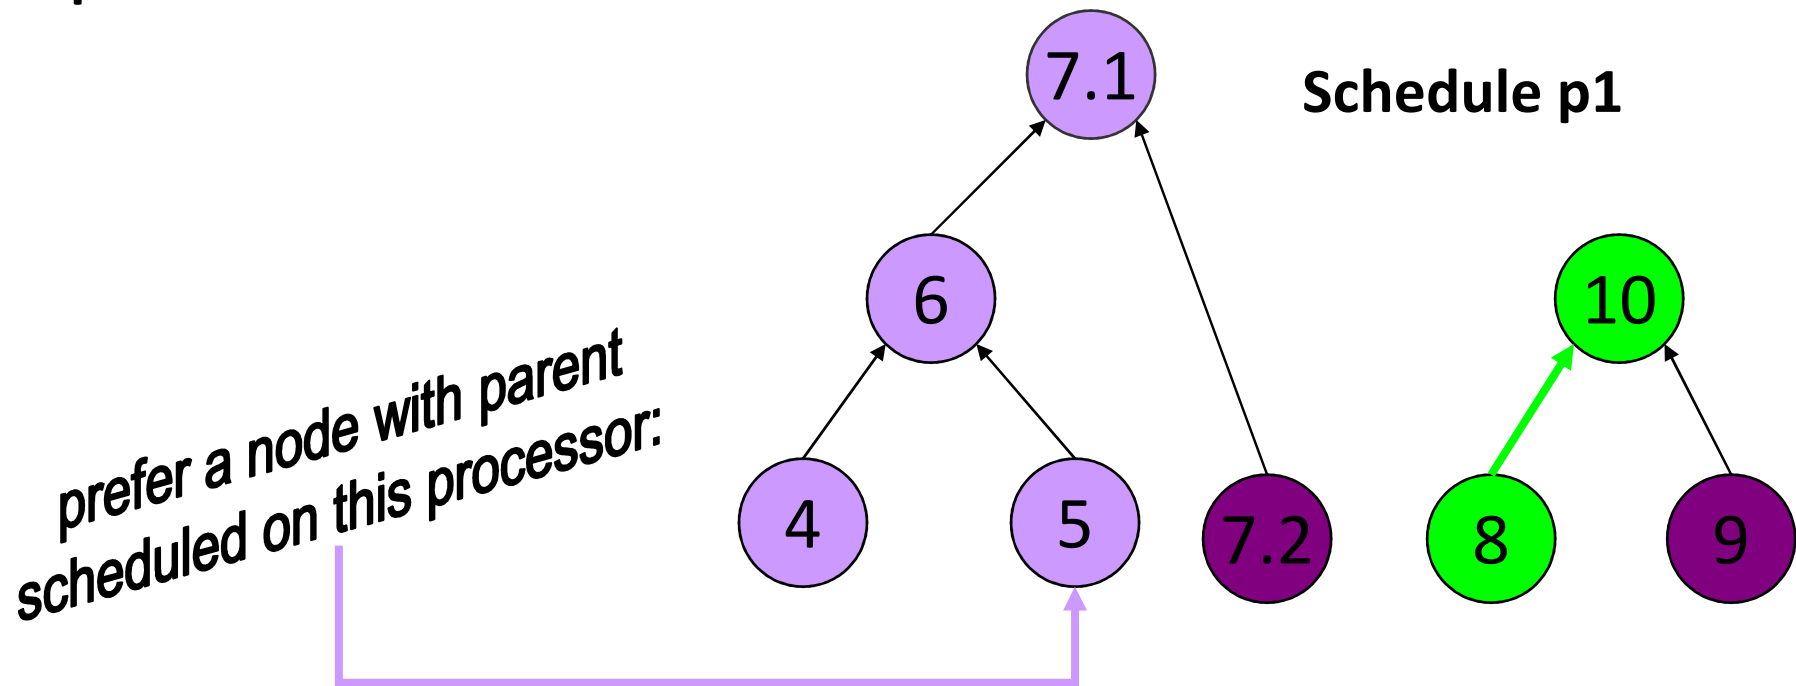 7.1
Schedule p1
6
10
prefer a node with parent
scheduled on this processor:
4
5
7.2
8
9